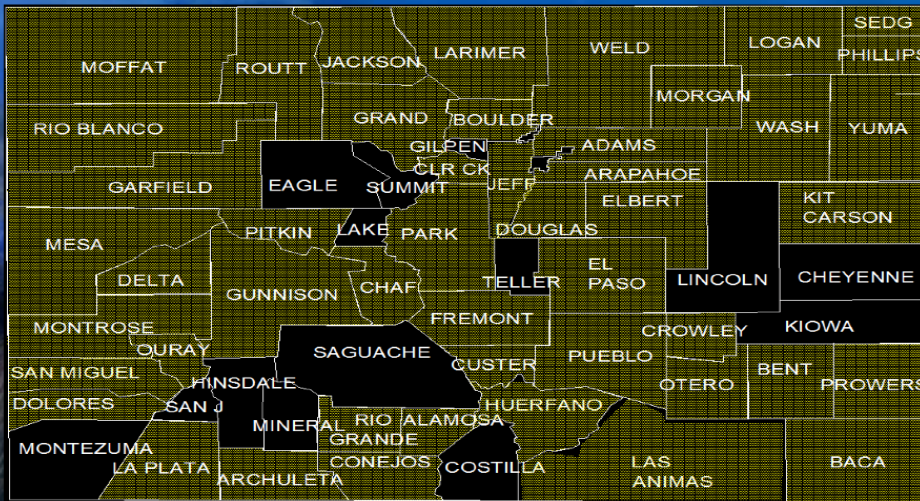 SEDG
LOGAN
WELD
LARIMER
PHILLIPS
JACKSON
MOFFAT
ROUTT
MORGAN
GRAND
BOULDER
WASH
YUMA
RIO BLANCO
GILPEN
ADAMS
CLR CK
ARAPAHOE
EAGLE
SUMMIT
JEFF
GARFIELD
ELBERT
KIT
CARSON
LAKE
PARK
DOUGLAS
PITKIN
MESA
EL
PASO
DELTA
TELLER
LINCOLN
CHEYENNE
GUNNISON
CHAF
FREMONT
MONTROSE
CROWLEY
KIOWA
OURAY
SAGUACHE
PUEBLO
CUSTER
BENT
SAN MIGUEL
HINSDALE
OTERO
PROWERS
DOLORES
SAN J
HUERFANO
MINERAL
RIO
GRANDE
ALAMOSA
MONTEZUMA
LA PLATA
CONEJOS
COSTILLA
LAS
ANIMAS
BACA
ARCHULETA